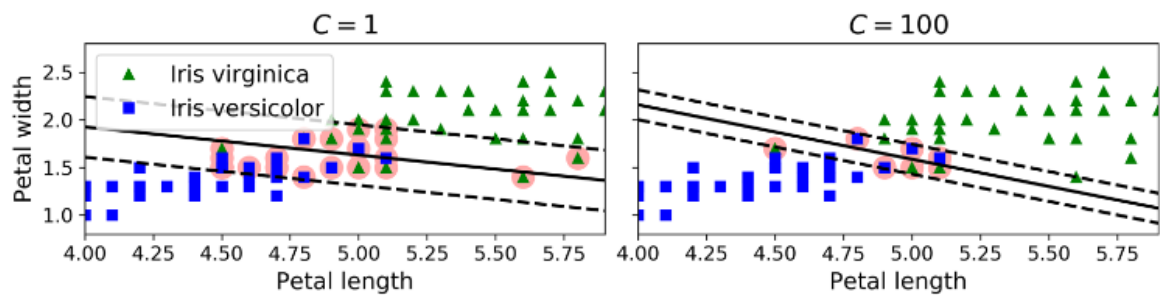 C = 1
Petal width
2.5
2.0
1.5
1.0
Iris virginica
Iris versicolor
4.00 4.25 4.50 4.75 5.00 5.25 5.50 5.75
Petal length
C = 100
4.00 4.25 4.50 4.75 5.00 5.25 5.50 5.75
Petal length